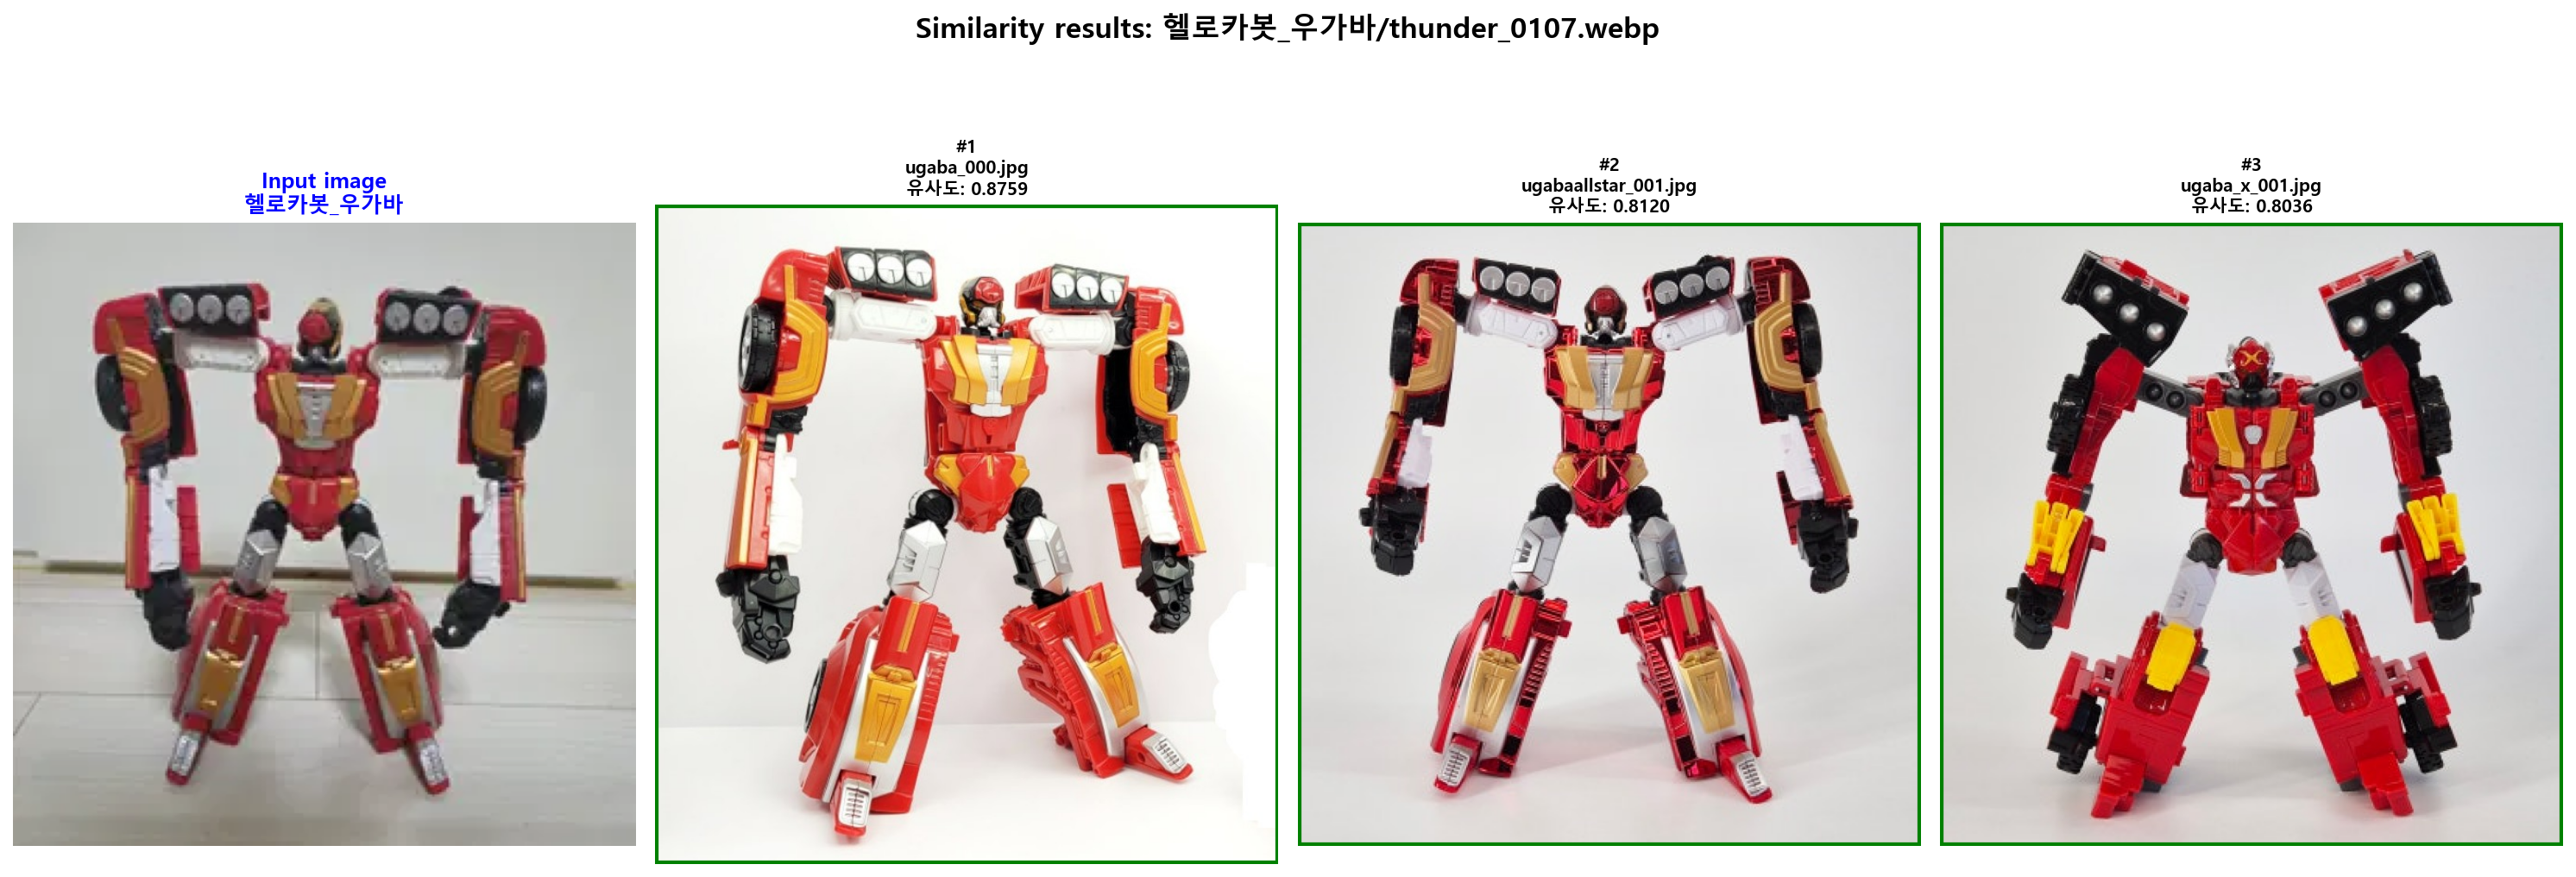 Similarity results: 헬로카봇_우가바/thunder_0107.webp
Input image
헬로카봇_우가바
#1
ugaba_000.jpg
유사도: 0.8759
#2
ugabaallstar_001.jpg
유사도: 0.8120
#3
ugaba_x_001.jpg
유사도: 0.8036